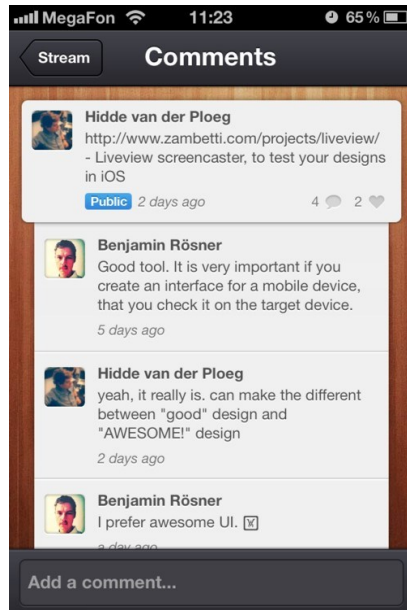 MegaFon 11:23 65%
Stream Comments
Hidde van der Ploeg
http://www.zambetti.com/projects/liveview/
- Liveview screencaster, to test your designs
in iOS
Public 2 days ago 4 2
Benjamin Rösner
Good tool. It is very important if you
create an interface for a mobile device,
that you check it on the target device.
5 days ago
Hidde van der Ploeg
yeah, it really is. can make the different
between "good" design and
"AWESOME!" design
2 days ago
Benjamin Rösner
I prefer awesome UI.
a day ago
Add a comment...